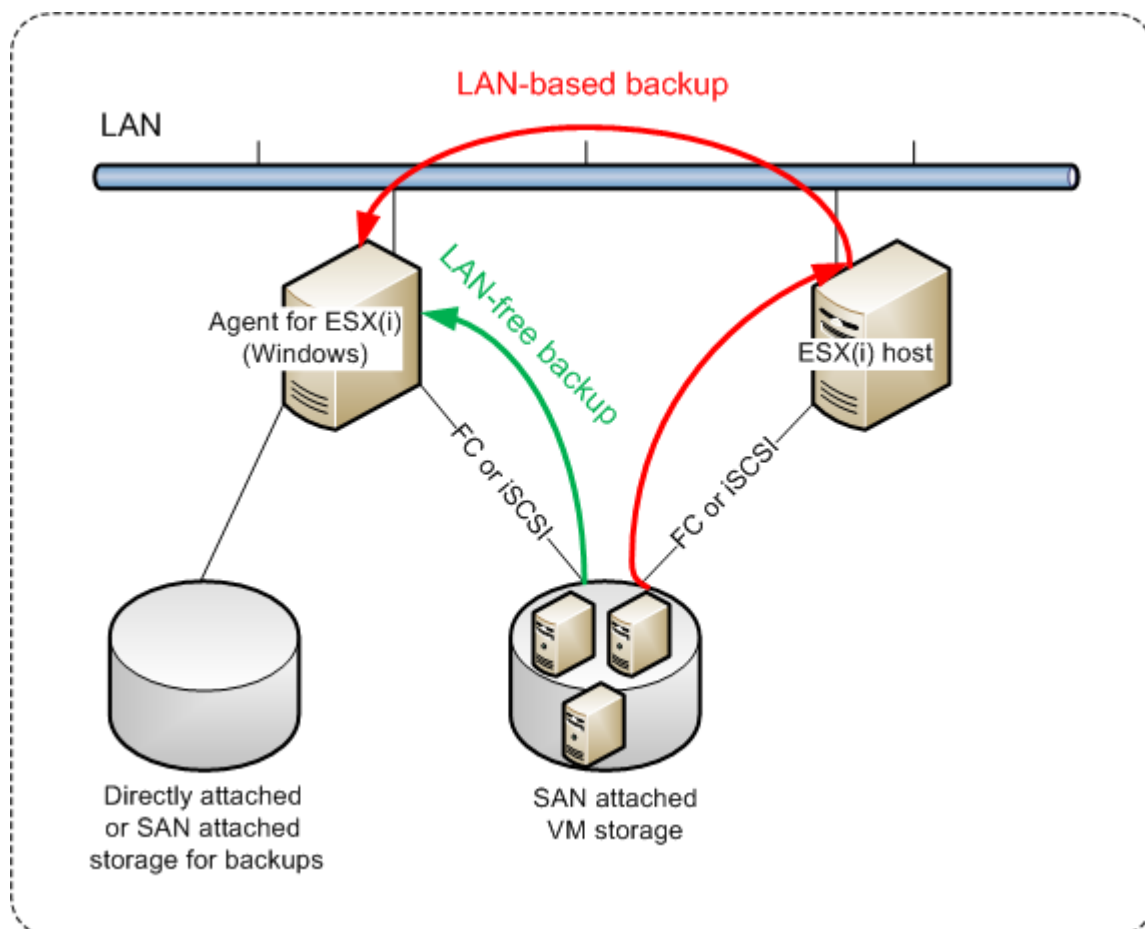 LAN-based backup
LAN
LAN-free backup
Agent for ESX(i)
(Windows)
ESX(i) host
FC or iSCSI
FC or iSCSI
Directly attached
or SAN attached
storage for backups
SAN attached
VM storage